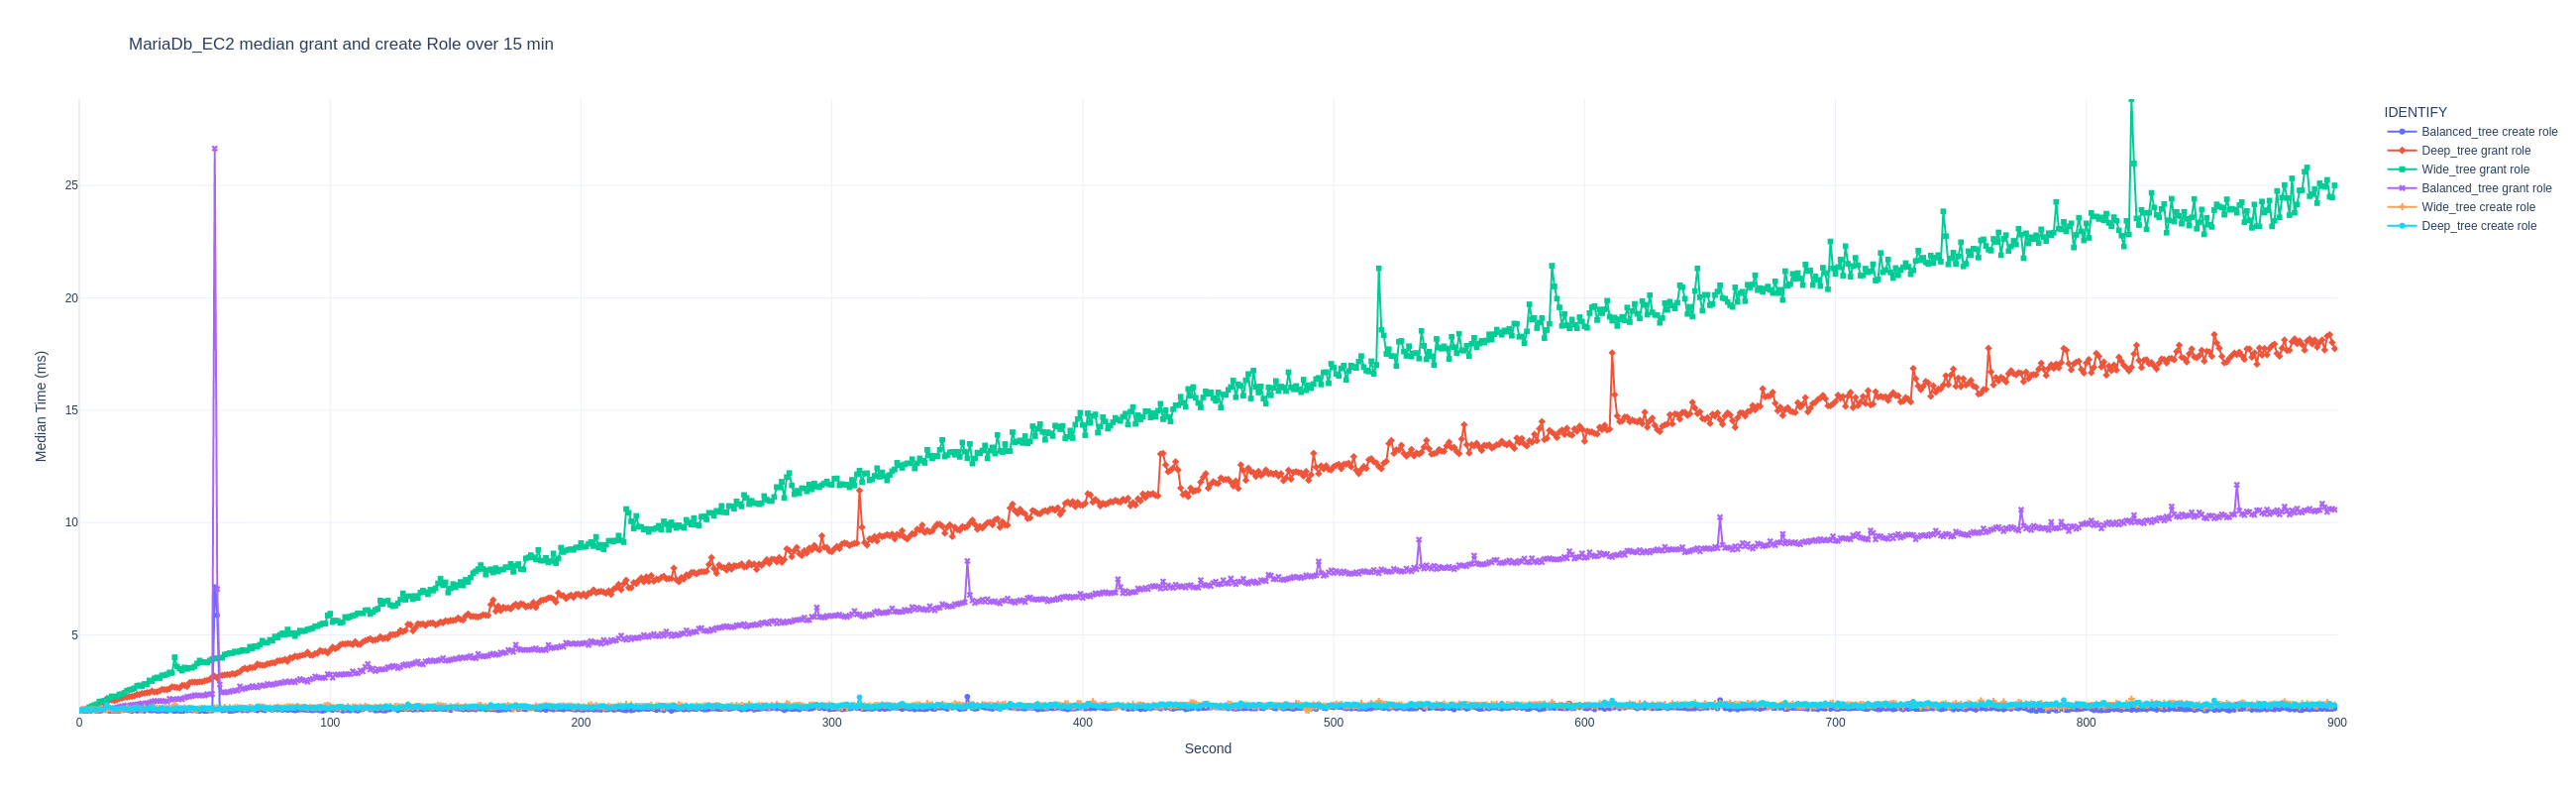 MariaDb_EC2 median grant and create Role over 15 min
IDENTIFY
Balanced_tree create role
Deep_tree grant role
Wide_tree grant role
Balanced_tree grant role
Wide_tree create role
Deep_tree create role
Median Time (ms)
25
20
15
10
5
0 100 200 300 400 500 600 700 800 900
Second